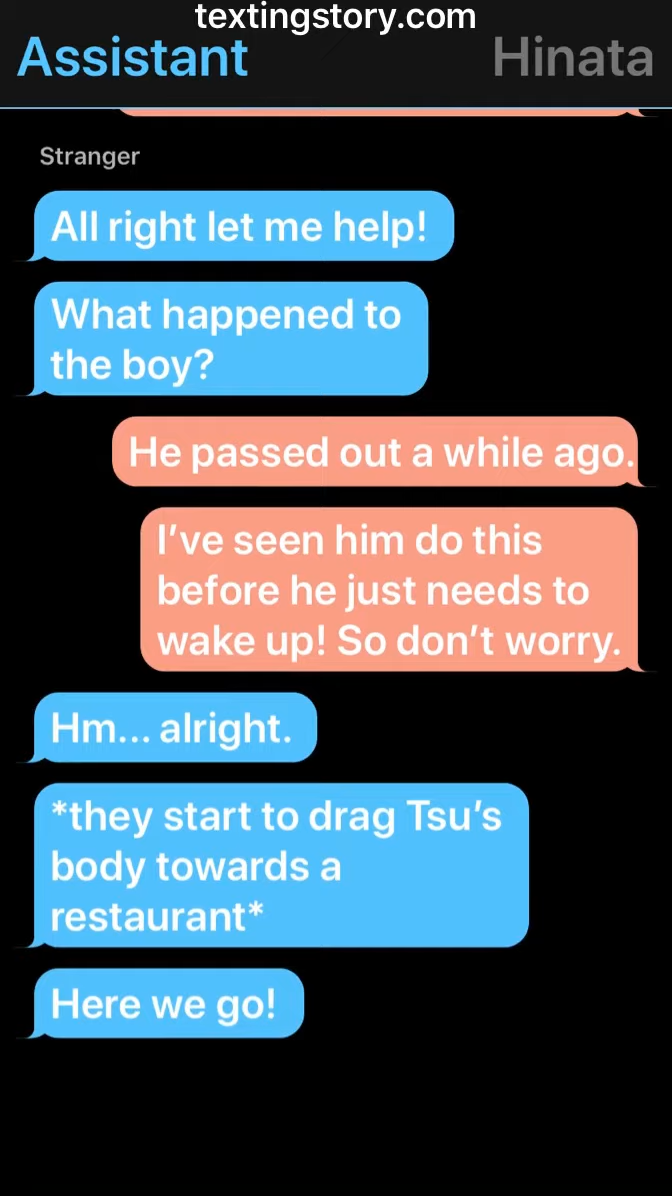 textingstory.com
Assistant
Hinata
Stranger
All right let me help!
What happened to
the boy?
He passed out a while ago.
I’ve seen him do this
before he just needs to
wake up! So don’t worry.
Hm... alright.
*they start to drag Tsu’s
body towards a
restaurant*
Here we go!